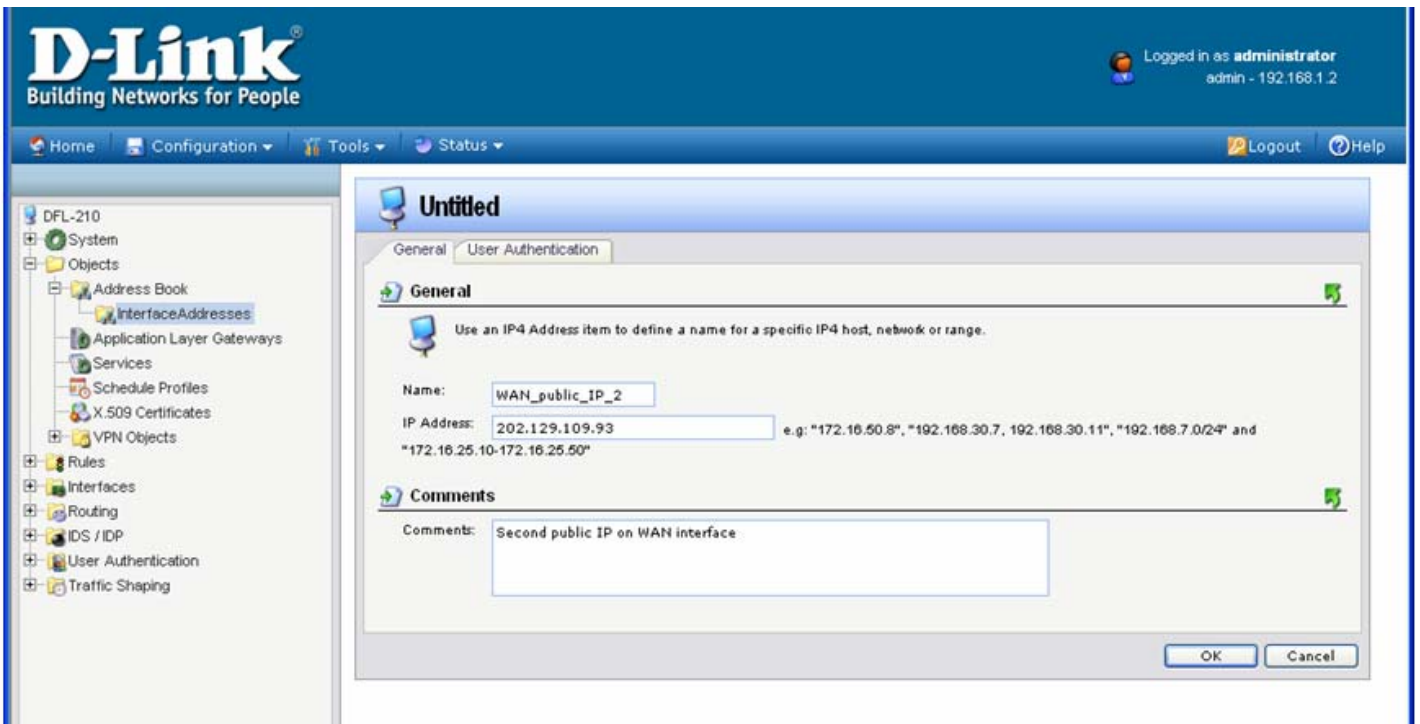 D-Link®
Building Networks for People
Logged in as administrator
admin - 192.168.1.2
Home Configuration Tools Status Logout Help
DFL-210
System
Objects
Address Book
InterfaceAddresses
Application Layer Gateways
Services
Schedule Profiles
X.509 Certificates
VPN Objects
Rules
Interfaces
Routing
IDS / IDP
User Authentication
Traffic Shaping
Untitled
General User Authentication
General
Use an IP4 Address item to define a name for a specific IP4 host, network or range.
Name: WAN_public_IP_2
IP Address: 202.129.109.93 e.g: "172.16.50.8", "192.168.30.7, 192.168.30.11", "192.168.7.0/24" and
"172.16.25.10-172.16.25.50"
Comments
Comments: Second public IP on WAN interface
OK Cancel